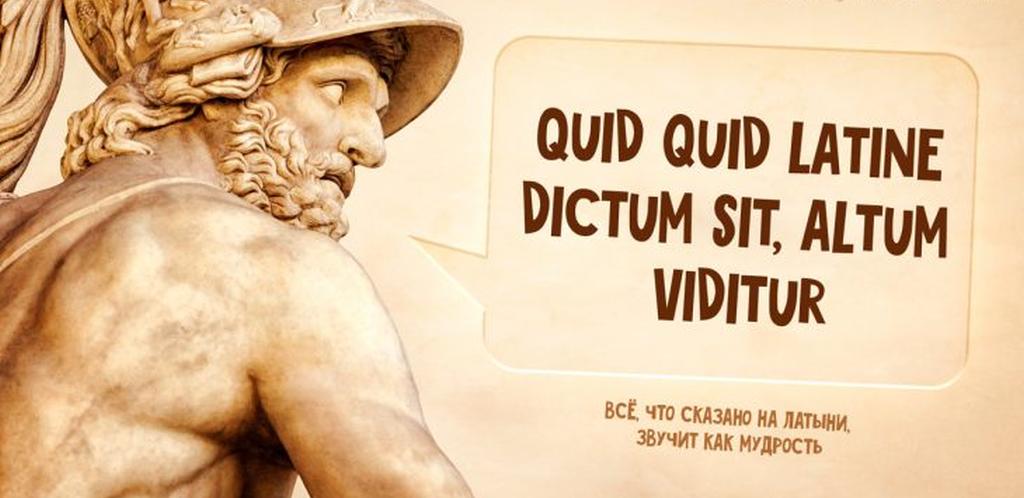 QUID QUID LATINE
DICTUM SIT, ALTUM
VIDITUR
ВСЁ, ЧТО СКАЗАНО НА ЛАТЫНИ,
ЗВУЧИТ КАК МУДРОСТЬ